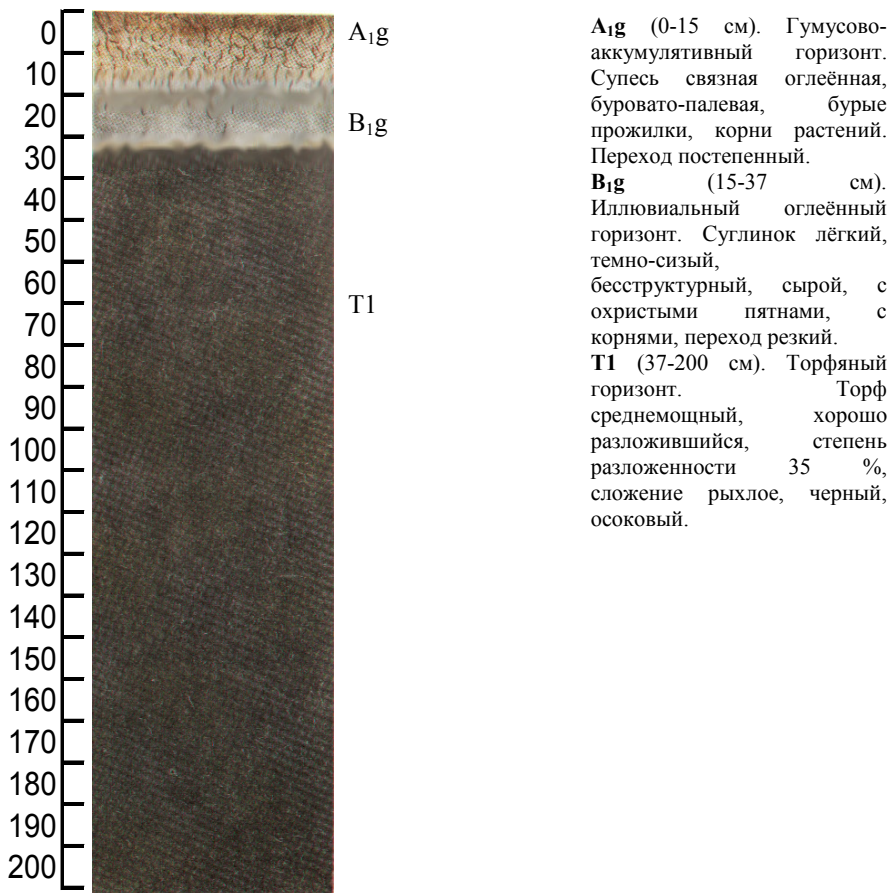 0
10
20
30
40
50
60
70
80
90
100
110
120
130
140
150
160
170
180
190
200
A₁g
B₁g
T1
A₁g (0-15 см). Гумусово-
аккумулятивный горизонт.
Супесь связная оглеённая,
буровато-палевая, бурые
прожилки, корни растений.
Переход постепенный.
B₁g (15-37 см).
Иллювиальный оглеённый
горизонт. Суглинок лёгкий,
темно-сизый,
бесструктурный, сырой, с
охристыми пятнами, с
корнями, переход резкий.
T1 (37-200 см). Торфяный
горизонт. Торф
среднемощный, хорошо
разложившийся, степень
разложенности 35 %,
сложение рыхлое, черный,
осоковый.